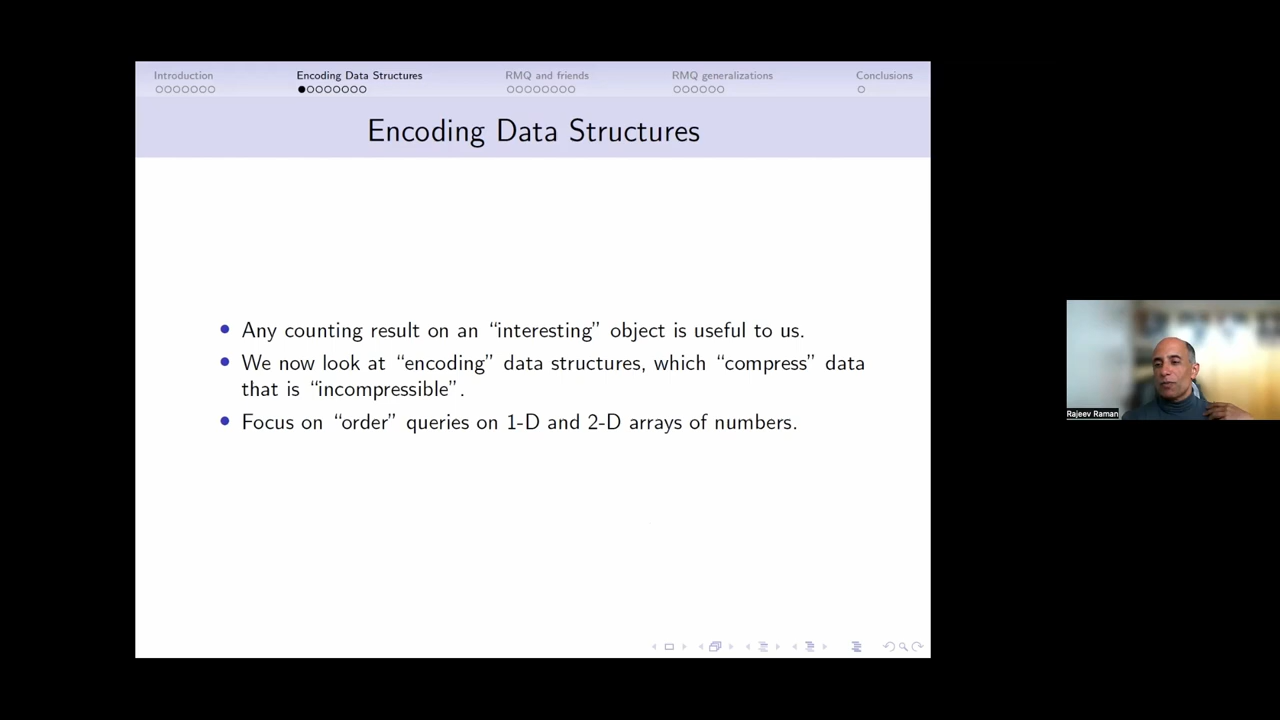 Introduction
Encoding Data Structures
RMQ and friends
RMQ generalizations
Conclusions
Encoding Data Structures
Any counting result on an “interesting” object is useful to us.
We now look at “encoding” data structures, which “compress” data
that is “incompressible”.
Focus on “order” queries on 1-D and 2-D arrays of numbers.
Rajeev Raman